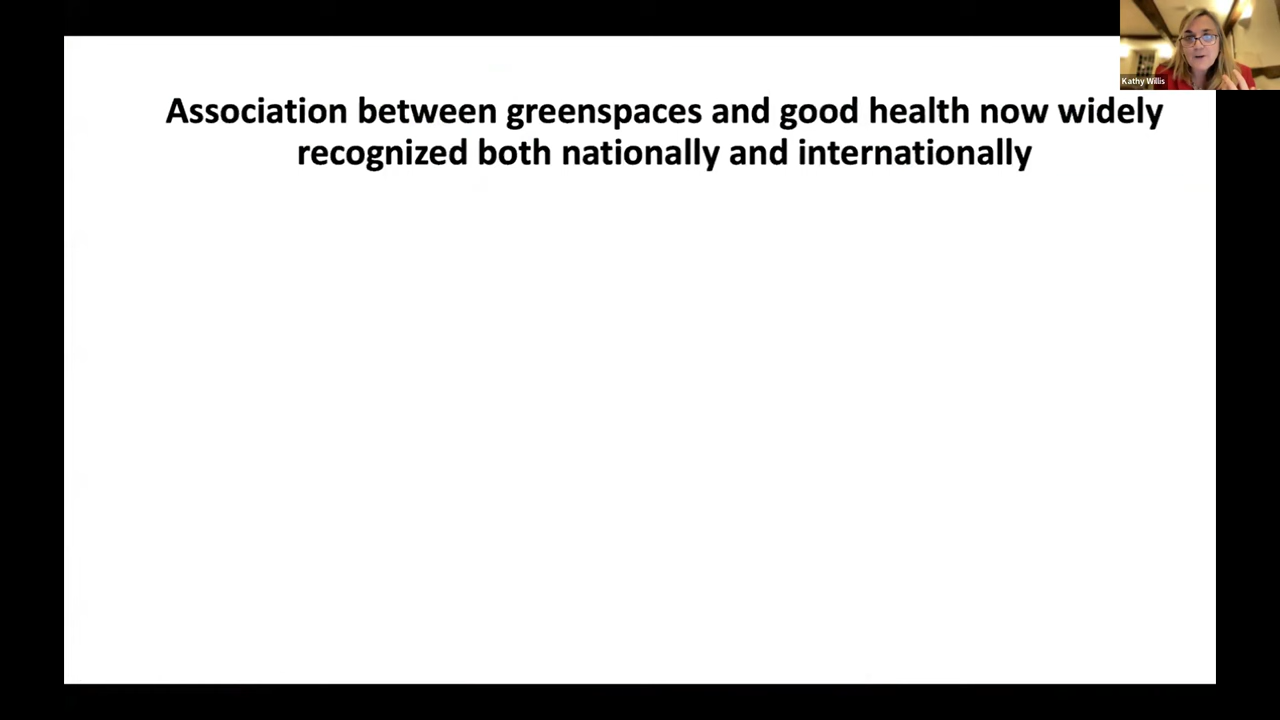 Association between greenspaces and good health now widely
recognized both nationally and internationally
Kathy Willis